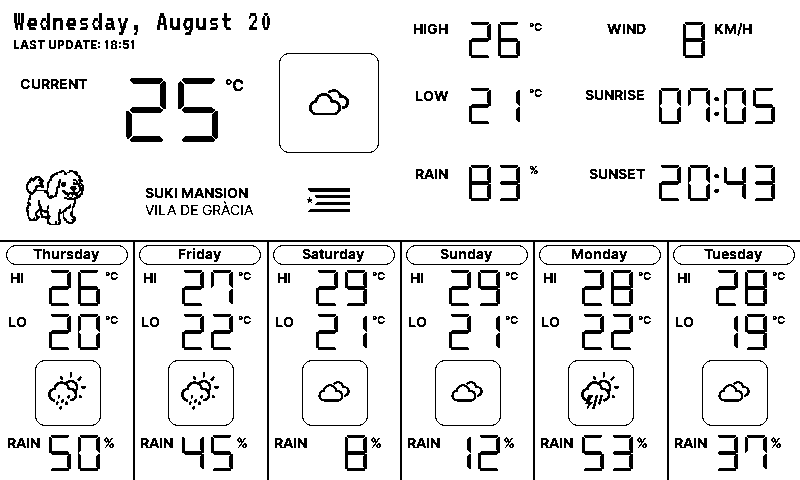 Wednesday, August 20
LAST UPDATE: 18:51
CURRENT 25 °C
SUKI MANSION
VILA DE GRÀCIA
HIGH 26 °C
LOW 21 °C
RAIN 83 %
WIND 8 KM/H
SUNRISE 07:05
SUNSET 20:43
Thursday
HI 26 °C
LO 20 °C
RAIN 50 %
Friday
HI 27 °C
LO 22 °C
RAIN 45 %
Saturday
HI 29 °C
LO 21 °C
RAIN 8 %
Sunday
HI 29 °C
LO 21 °C
RAIN 12 %
Monday
HI 28 °C
LO 22 °C
RAIN 53 %
Tuesday
HI 28 °C
LO 19 °C
RAIN 37 %